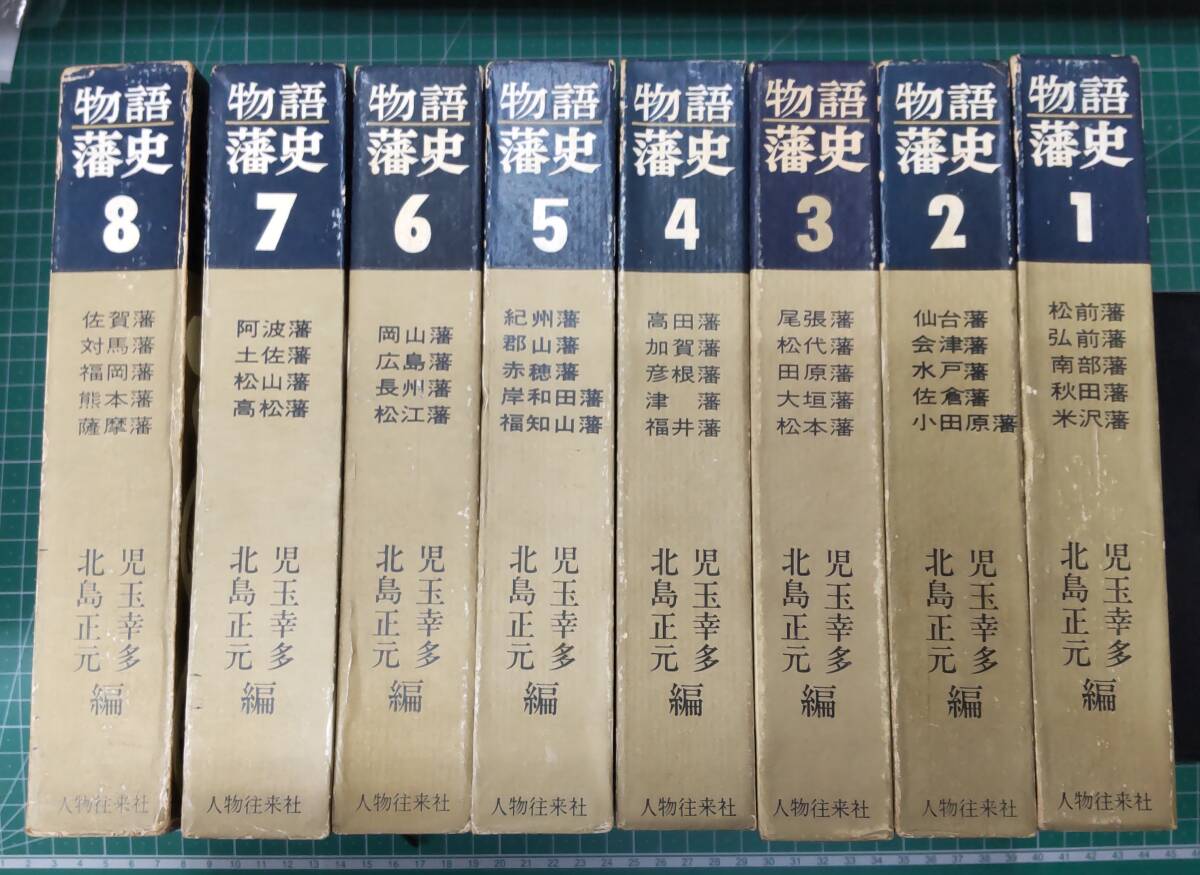 物語
藩史
8
佐賀藩
対馬藩
福岡藩
熊本藩
薩摩藩
児玉幸多
北島正元
編
人物往来社
物語
藩史
7
阿波藩
土佐藩
松山藩
高松藩
児玉幸多
北島正元
編
人物往来社
物語
藩史
6
岡山藩
広島藩
長州藩
松江藩
児玉幸多
北島正元
編
人物往来社
物語
藩史
5
紀州藩
郡山藩
赤穂藩
岸和田藩
福知山藩
児玉幸多
北島正元
編
人物往来社
物語
藩史
4
高田藩
加賀藩
彦根藩
津 藩
福井藩
児玉幸多
北島正元
編
人物往来社
物語
藩史
3
尾張藩
松代藩
田原藩
大垣藩
松本藩
児玉幸多
北島正元
編
人物往来社
物語
藩史
2
仙台藩
会津藩
水戸藩
佐倉藩
小田原藩
児玉幸多
北島正元
編
人物往来社
物語
藩史
1
松前藩
弘前藩
南部藩
秋田藩
米沢藩
児玉幸多
北島正元
編
人物往来社